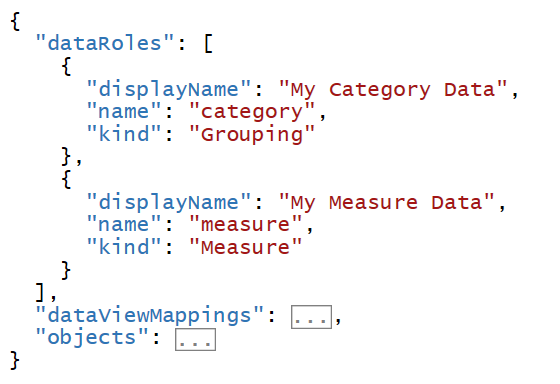 {
"dataRoles": [
{
"displayName": "My Category Data",
"name": "category",
"kind": "Grouping"
},
{
"displayName": "My Measure Data",
"name": "measure",
"kind": "Measure"
}
],
"dataViewMappings": ...,
"objects": ...
}